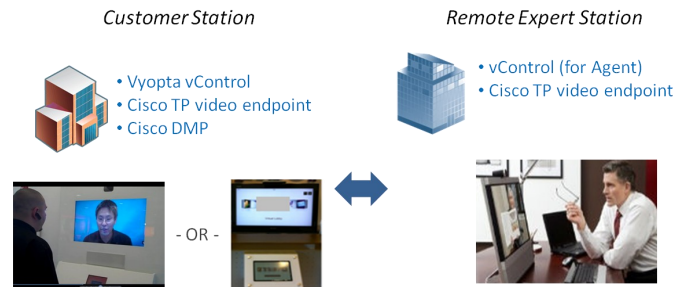 Customer Station
Remote Expert Station
• Vyopta vControl
• Cisco TP video endpoint
• Cisco DMP
• vControl (for Agent)
• Cisco TP video endpoint
- OR -